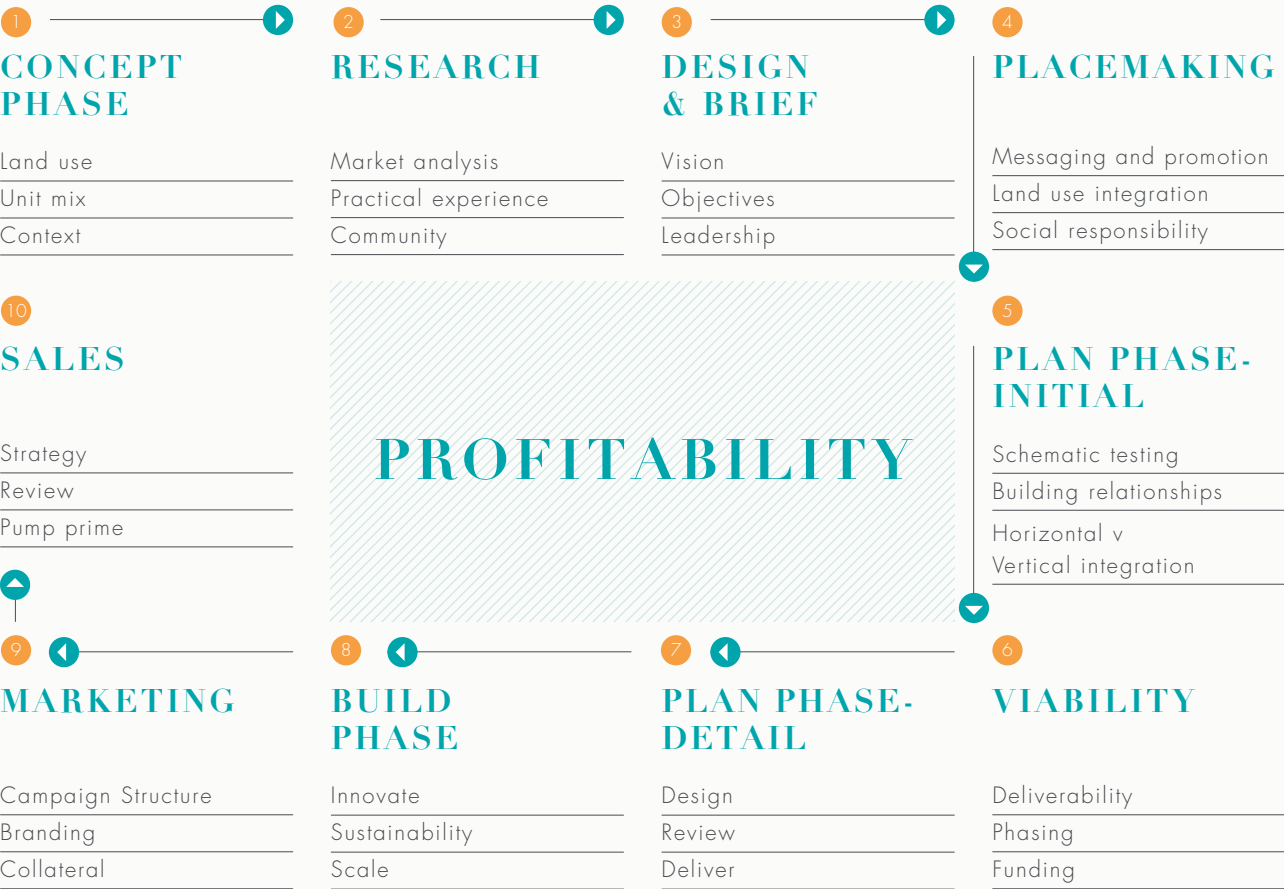 1
CONCEPT
PHASE
Land use
Unit mix
Context
2
RESEARCH
Market analysis
Practical experience
Community
3
DESIGN
& BRIEF
Vision
Objectives
Leadership
4
PLACEMAKING
Messaging and promotion
Land use integration
Social responsibility
10
SALES
Strategy
Review
Pump prime
PROFITABILITY
5
PLAN PHASE-
INITIAL
Schematic testing
Building relationships
Horizontal v
Vertical integration
9
MARKETING
Campaign Structure
Branding
Collateral
8
BUILD
PHASE
Innovate
Sustainability
Scale
7
PLAN PHASE-
DETAIL
Design
Review
Deliver
6
VIABILITY
Deliverability
Phasing
Funding